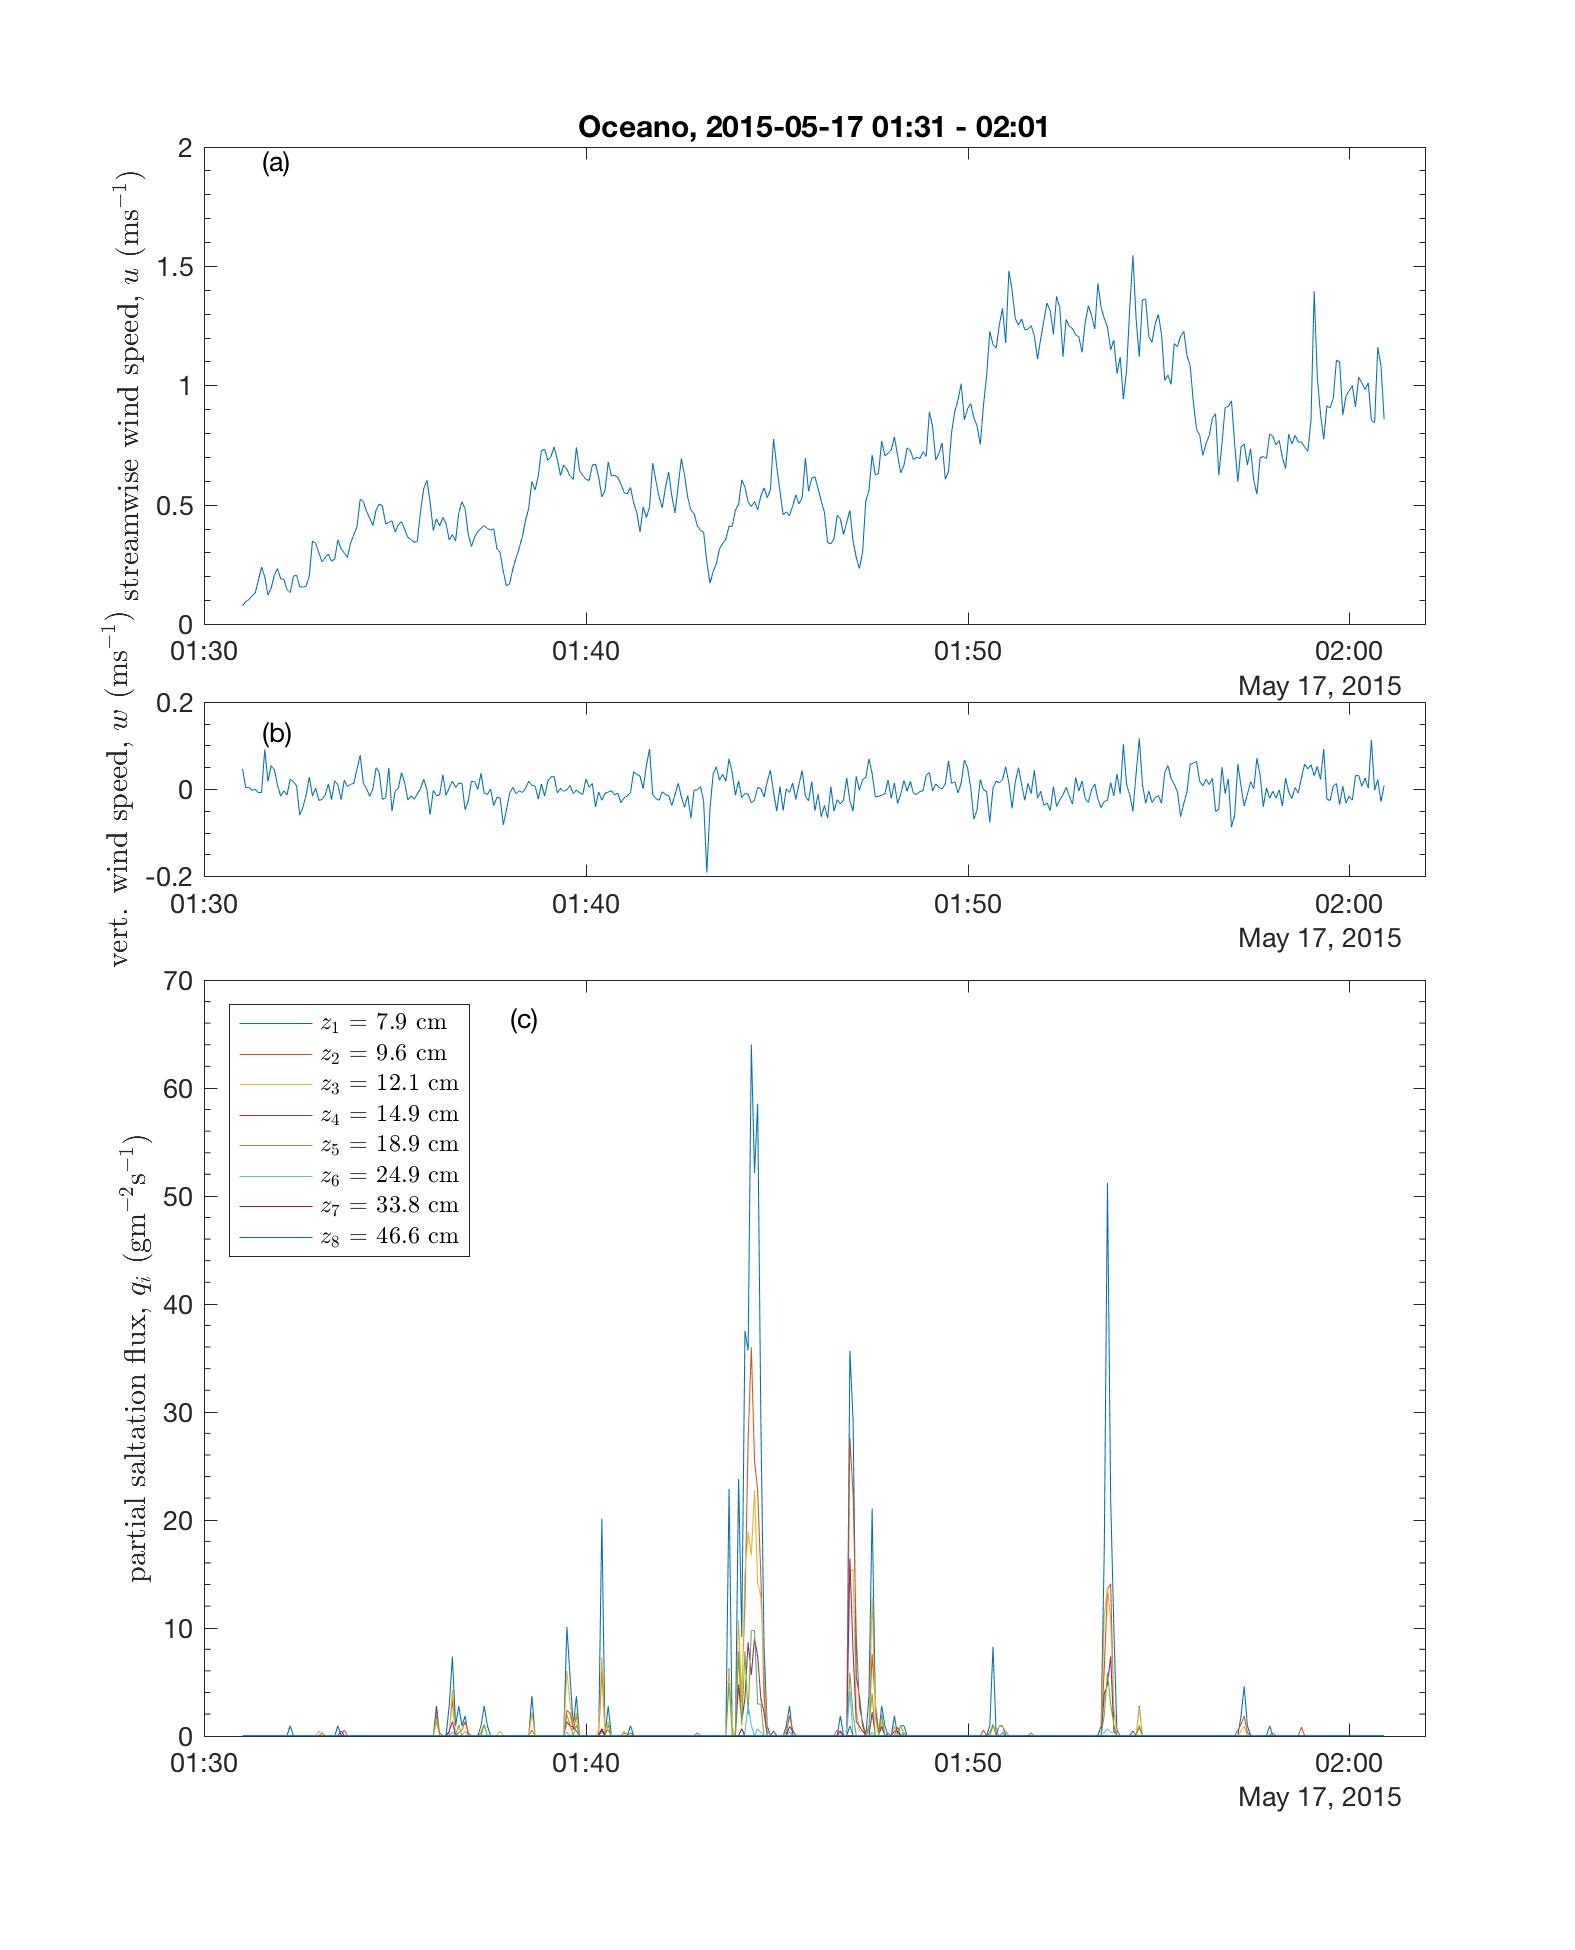 Oceano, 2015-05-17 01:31 - 02:01
(a)
streamwise wind speed, u (ms⁻¹)
2
1.5
1
0.5
0
01:30 01:40 01:50 02:00
May 17, 2015
(b)
vert. wind speed, w (ms⁻¹)
0.2
0
-0.2
01:30 01:40 01:50 02:00
May 17, 2015
(c)
partial saltation flux, qᵢ (gm⁻²s⁻¹)
70
60
50
40
30
20
10
0
z₁ = 7.9 cm
z₂ = 9.6 cm
z₃ = 12.1 cm
z₄ = 14.9 cm
z₅ = 18.9 cm
z₆ = 24.9 cm
z₇ = 33.8 cm
z₈ = 46.6 cm
01:30 01:40 01:50 02:00
May 17, 2015